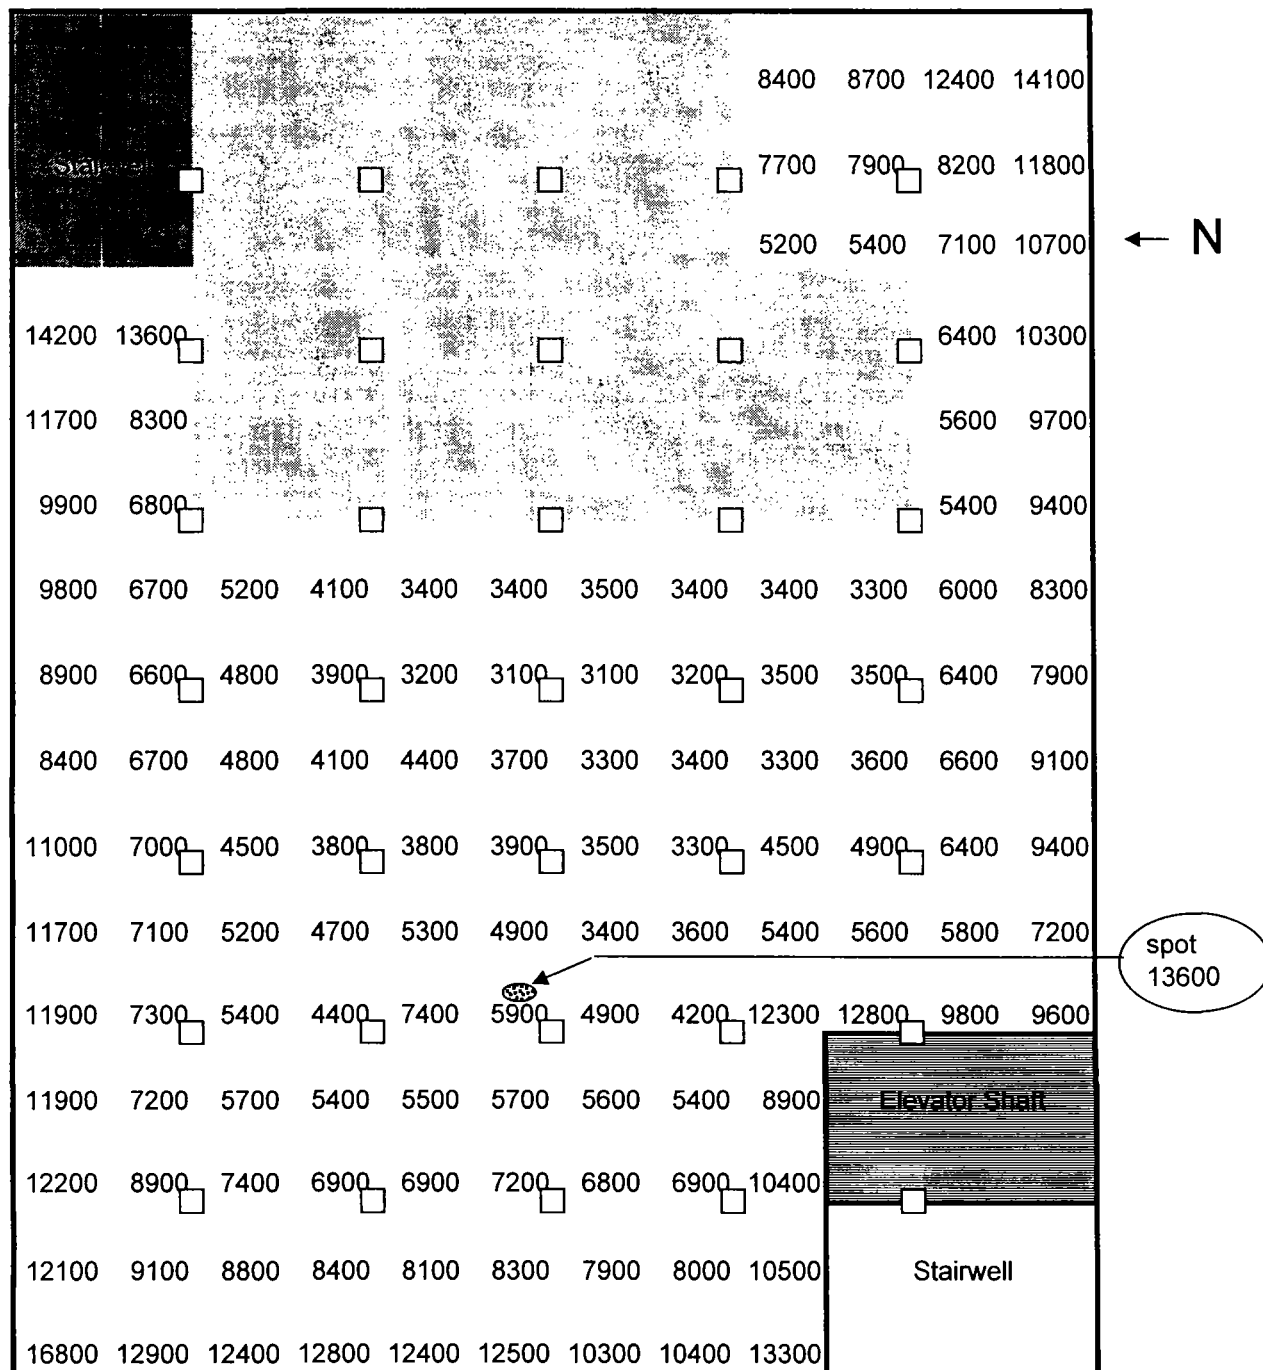 8400 8700 12400 14100
7700 7900 8200 11800
5200 5400 7100 10700
N
14200 13600 6400 10300
11700 8300 5600 9700
9900 6800 5400 9400
9800 6700 5200 4100 3400 3400 3500 3400 3400 3300 6000 8300
8900 6600 4800 3900 3200 3100 3100 3200 3500 3500 6400 7900
8400 6700 4800 4100 4400 3700 3300 3400 3300 3600 6600 9100
11000 7000 4500 3800 3800 3900 3500 3300 4500 4900 6400 9400
11700 7100 5200 4700 5300 4900 3400 3600 5400 5600 5800 7200
spot
13600
11900 7300 5400 4400 7400 5900 4900 4200 12300 12800 9800 9600
11900 7200 5700 5400 5500 5700 5600 5400 8900 Elevator Shaft
12200 8900 7400 6900 6900 7200 6800 6900 10400
12100 9100 8800 8400 8100 8300 7900 8000 10500 Stairwell
16800 12900 12400 12800 12400 12500 10300 10400 13300